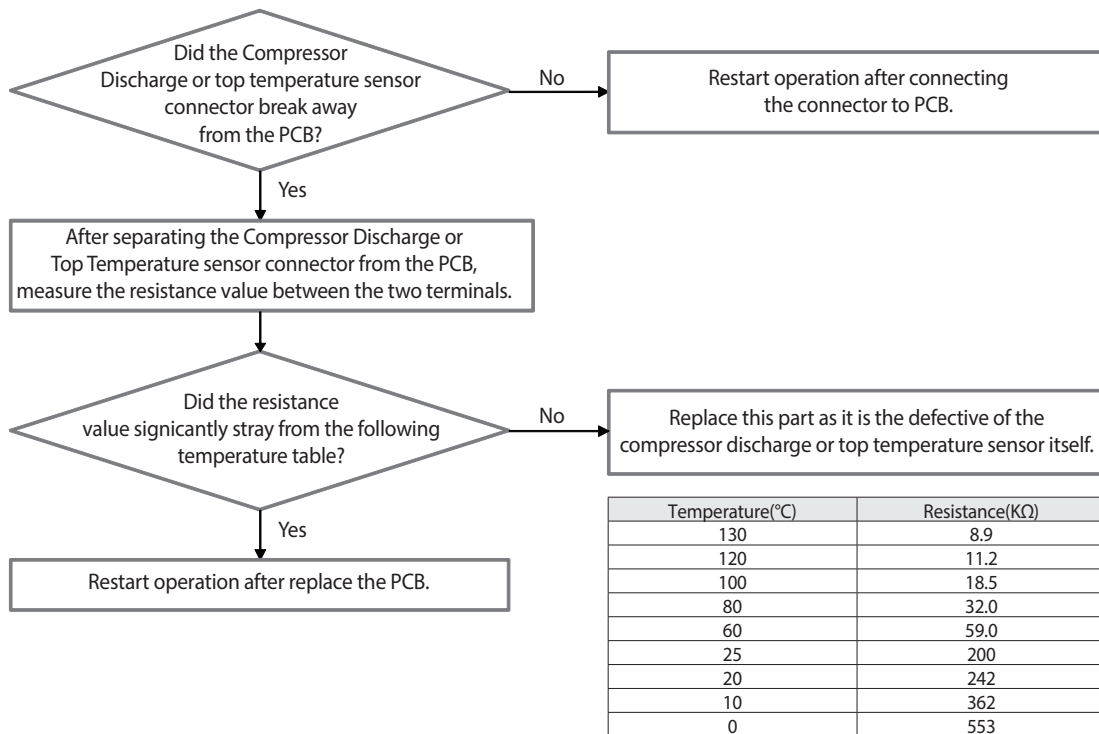 Did the Compressor
Discharge or top temperature sensor
connector break away
from the PCB?
No
Restart operation after connecting
the connector to PCB.
Yes
After separating the Compressor Discharge or
Top Temperature sensor connector from the PCB,
measure the resistance value between the two terminals.
Did the resistance
value signicantly stray from the following
temperature table?
No
Replace this part as it is the defective of the
compressor discharge or top temperature sensor itself.
Yes
Restart operation after replace the PCB.
Temperature(°C) Resistance(KΩ)
130 8.9
120 11.2
100 18.5
80 32.0
60 59.0
25 200
20 242
10 362
0 553